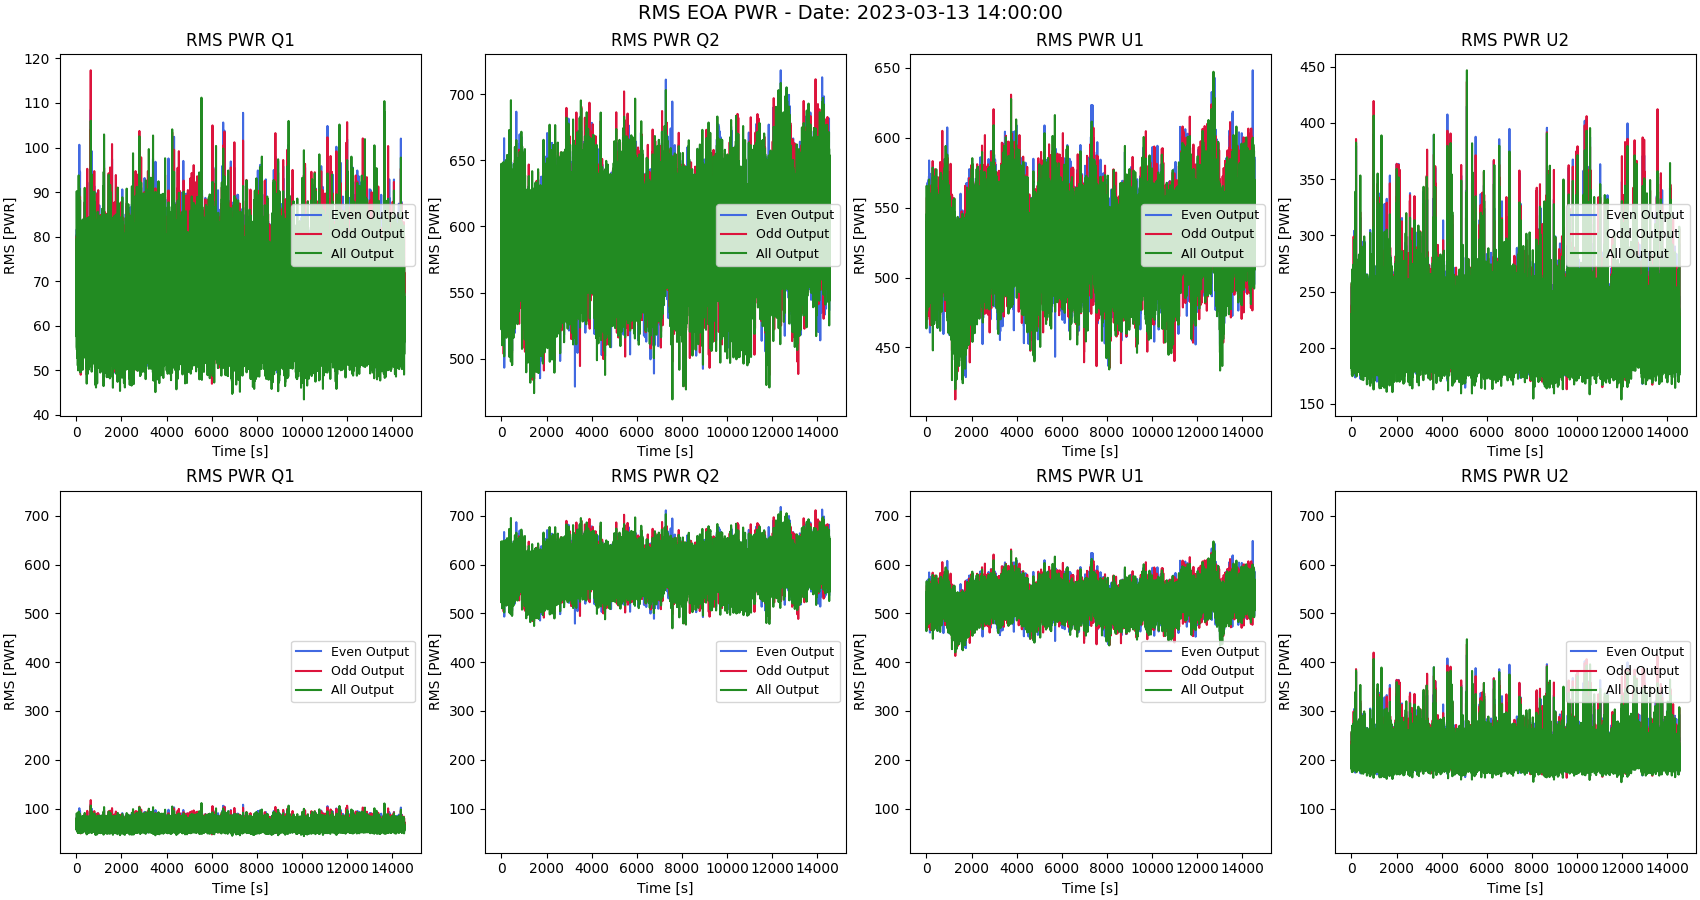 RMS EOA PWR - Date: 2023-03-13 14:00:00
RMS PWR Q1
RMS [PWR]
120
110
100
90
80
70
60
50
40
0 2000 4000 6000 8000 10000 12000 14000
Time [s]
Even Output
Odd Output
All Output
RMS PWR Q2
RMS [PWR]
700
650
600
550
500
0 2000 4000 6000 8000 10000 12000 14000
Time [s]
Even Output
Odd Output
All Output
RMS PWR U1
RMS [PWR]
650
600
550
500
450
0 2000 4000 6000 8000 10000 12000 14000
Time [s]
Even Output
Odd Output
All Output
RMS PWR U2
RMS [PWR]
450
400
350
300
250
200
150
0 2000 4000 6000 8000 10000 12000 14000
Time [s]
Even Output
Odd Output
All Output
RMS PWR Q1
RMS [PWR]
700
600
500
400
300
200
100
0 2000 4000 6000 8000 10000 12000 14000
Time [s]
Even Output
Odd Output
All Output
RMS PWR Q2
RMS [PWR]
700
600
500
400
300
200
100
0 2000 4000 6000 8000 10000 12000 14000
Time [s]
Even Output
Odd Output
All Output
RMS PWR U1
RMS [PWR]
700
600
500
400
300
200
100
0 2000 4000 6000 8000 10000 12000 14000
Time [s]
Even Output
Odd Output
All Output
RMS PWR U2
RMS [PWR]
700
600
500
400
300
200
100
0 2000 4000 6000 8000 10000 12000 14000
Time [s]
Even Output
Odd Output
All Output